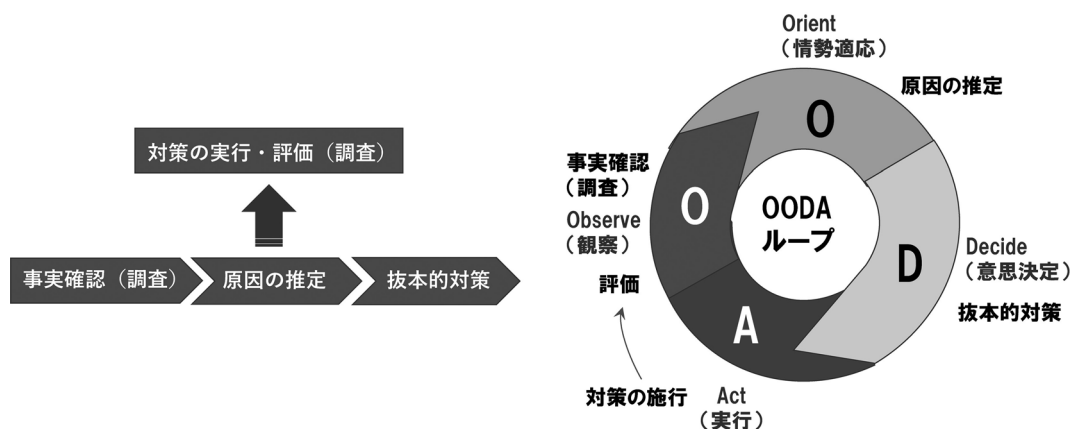 対策の実行・評価（調査）
事実確認（調査）
原因の推定
抜本的対策
Orient
（情勢適応）
原因の推定
O
事実確認
（調査）
Observe
（観察）
評価
O
OODA
ループ
D
Decide
（意思決定）
抜本的対策
A
対策の施行
Act
（実行）